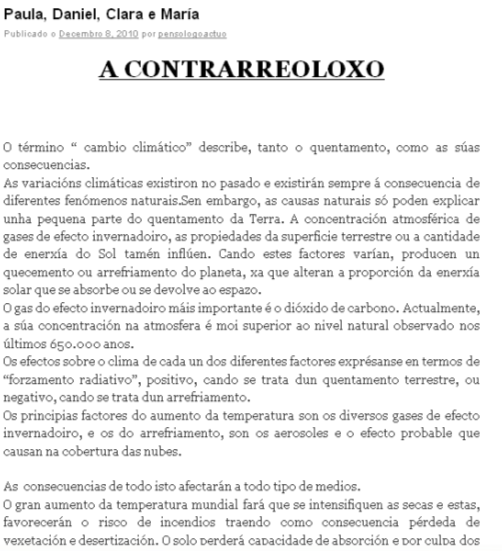 Paula, Daniel, Clara e María
Publicado o Decembro 8, 2010 por pensologoactuo
A CONTRARREOLOXO
O término “ cambio climático” describe, tanto o quentamento, como as súas
consecuencias.
As variacións climáticas existiron no pasado e existirán sempre á consecuencia de
diferentes fenómenos naturais.Sen embargo, as causas naturais só poden explicar
unha pequena parte do quentamento da Terra. A concentración atmosférica de
gases de efecto invernadoiro, as propiedades da superficie terrestre ou a cantidade
de enerxía do Sol tamén inflúen. Cando estes factores varían, producen un
quecemento ou arrefriamento do planeta, xa que alteran a proporción da enerxía
solar que se absorbe ou se devolve ao espazo.
O gas do efecto invernadoiro máis importante é o dióxido de carbono. Actualmente,
a súa concentración na atmosfera é moi superior ao nivel natural observado nos
últimos 650.000 anos.
Os efectos sobre o clima de cada un dos diferentes factores exprésanse en termos de
“forzamento radiativo”, positivo, cando se trata dun quentamento terrestre, ou
negativo, cando se trata dun arrefriamento.
Os principias factores do aumento da temperatura son os diversos gases de efecto
invernadoiro, e os do arrefriamento, son os aerosoles e o efecto probable que
causan na cobertura das nubes.
As consecuencias de todo isto afectarán a todo tipo de medios.
O gran aumento da temperatura mundial fará que se intensifiquen as secas e estas,
favorecerán o risco de incendios traendo como consecuencia pérdeda de
vexetación e desertización. O solo perderá capacidade de absorción e por culpa dos